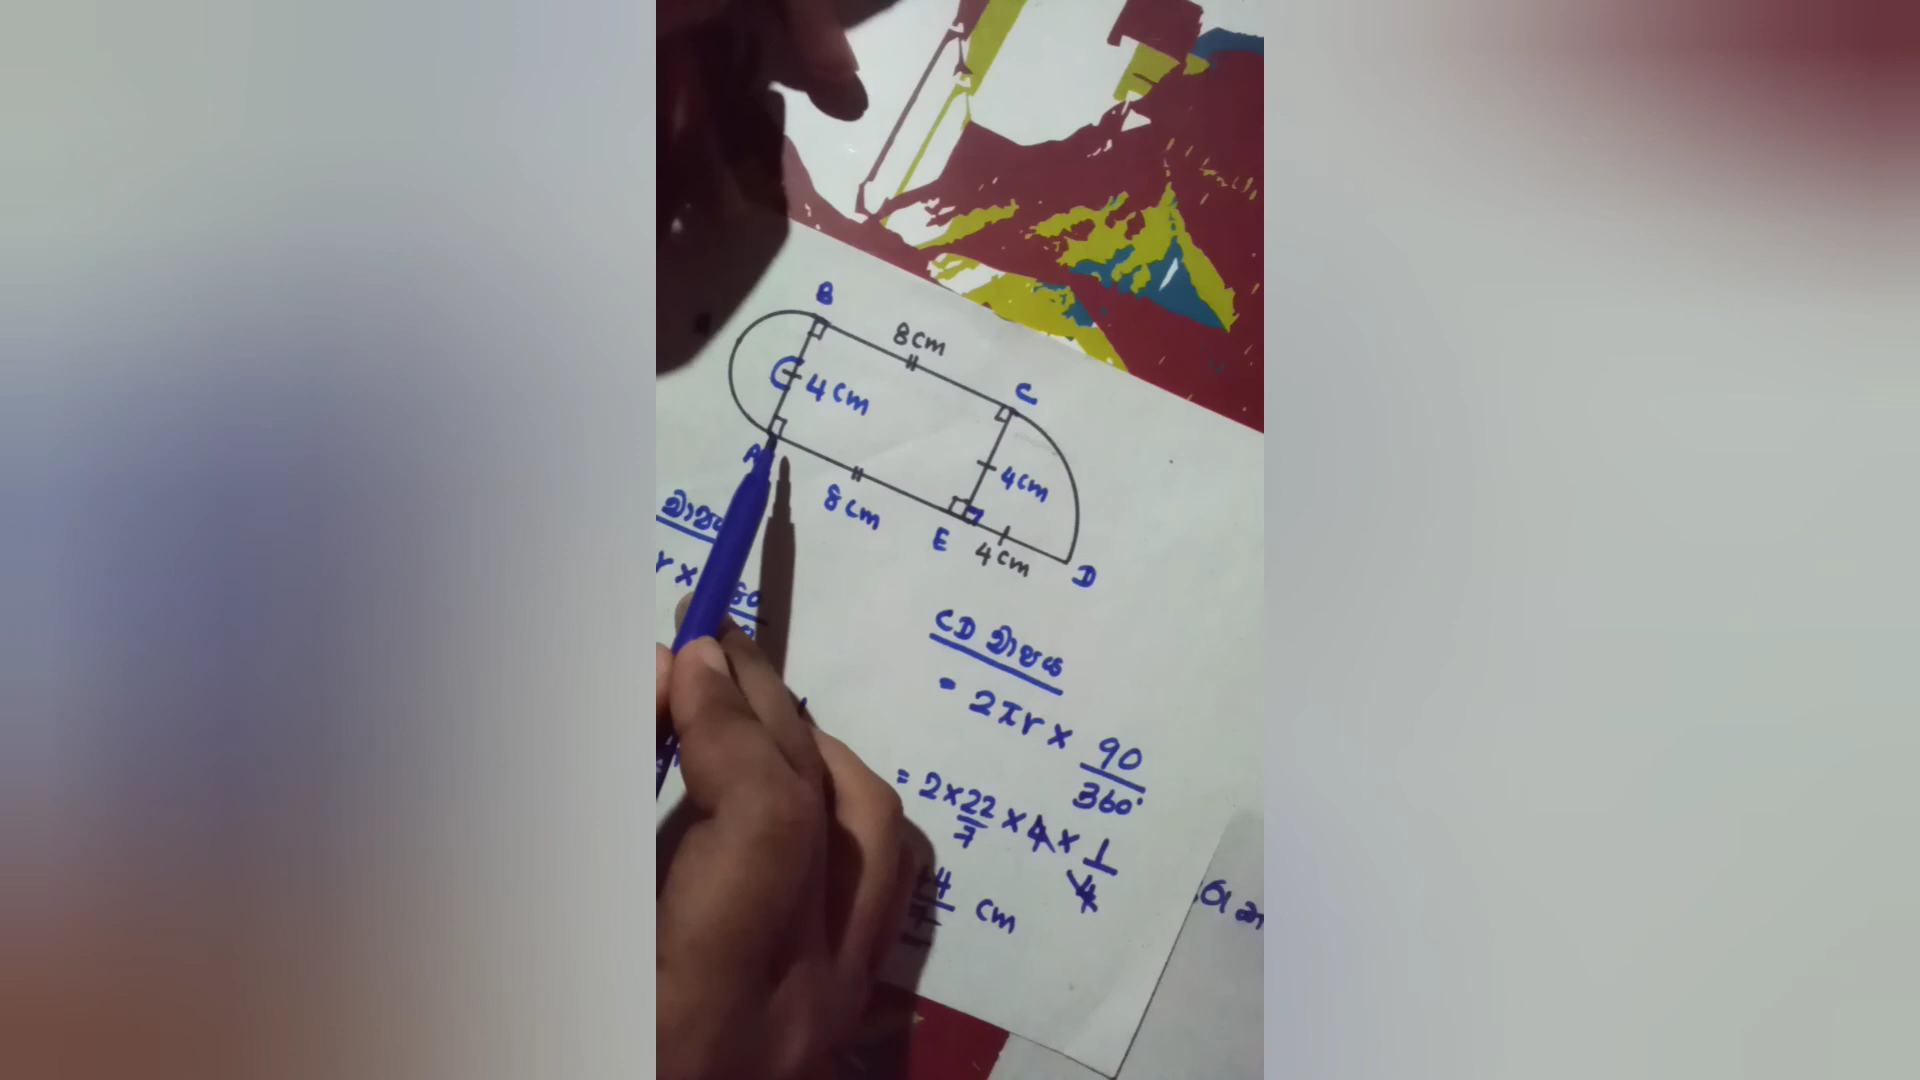 B
8cm
C
4cm
A
4cm
8cm
E
4cm
D
CD චාපය
= 2πr × 90/360°
= 2 × 22/7 × 4 × 1/4
cm